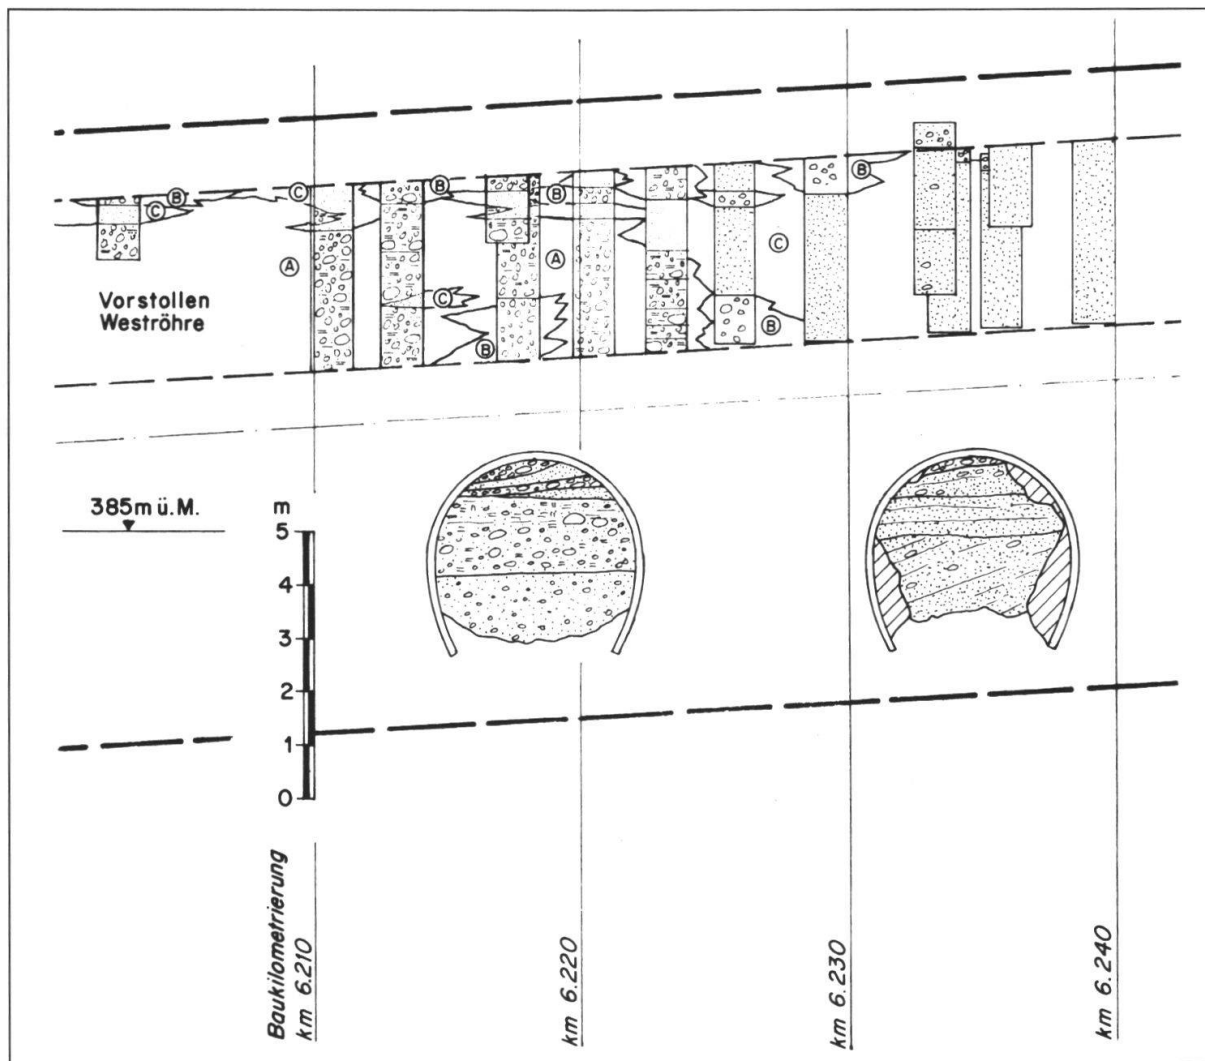 B
C
C
B
B
A
A
C
B
C
B
B
Vorstollen
Weströhre
385m ü.M.
m
5
4
3
2
1
0
Baukilometrierung
km 6.210
km 6.220
km 6.230
km 6.240